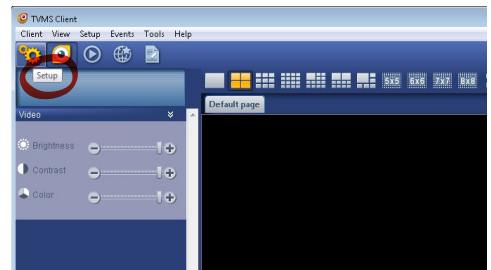 TVMS Client
Client View Setup Events Tools Help
Setup
5x5 6x6 7x7 8x8
Default page
Video
Brightness
Contrast
Color